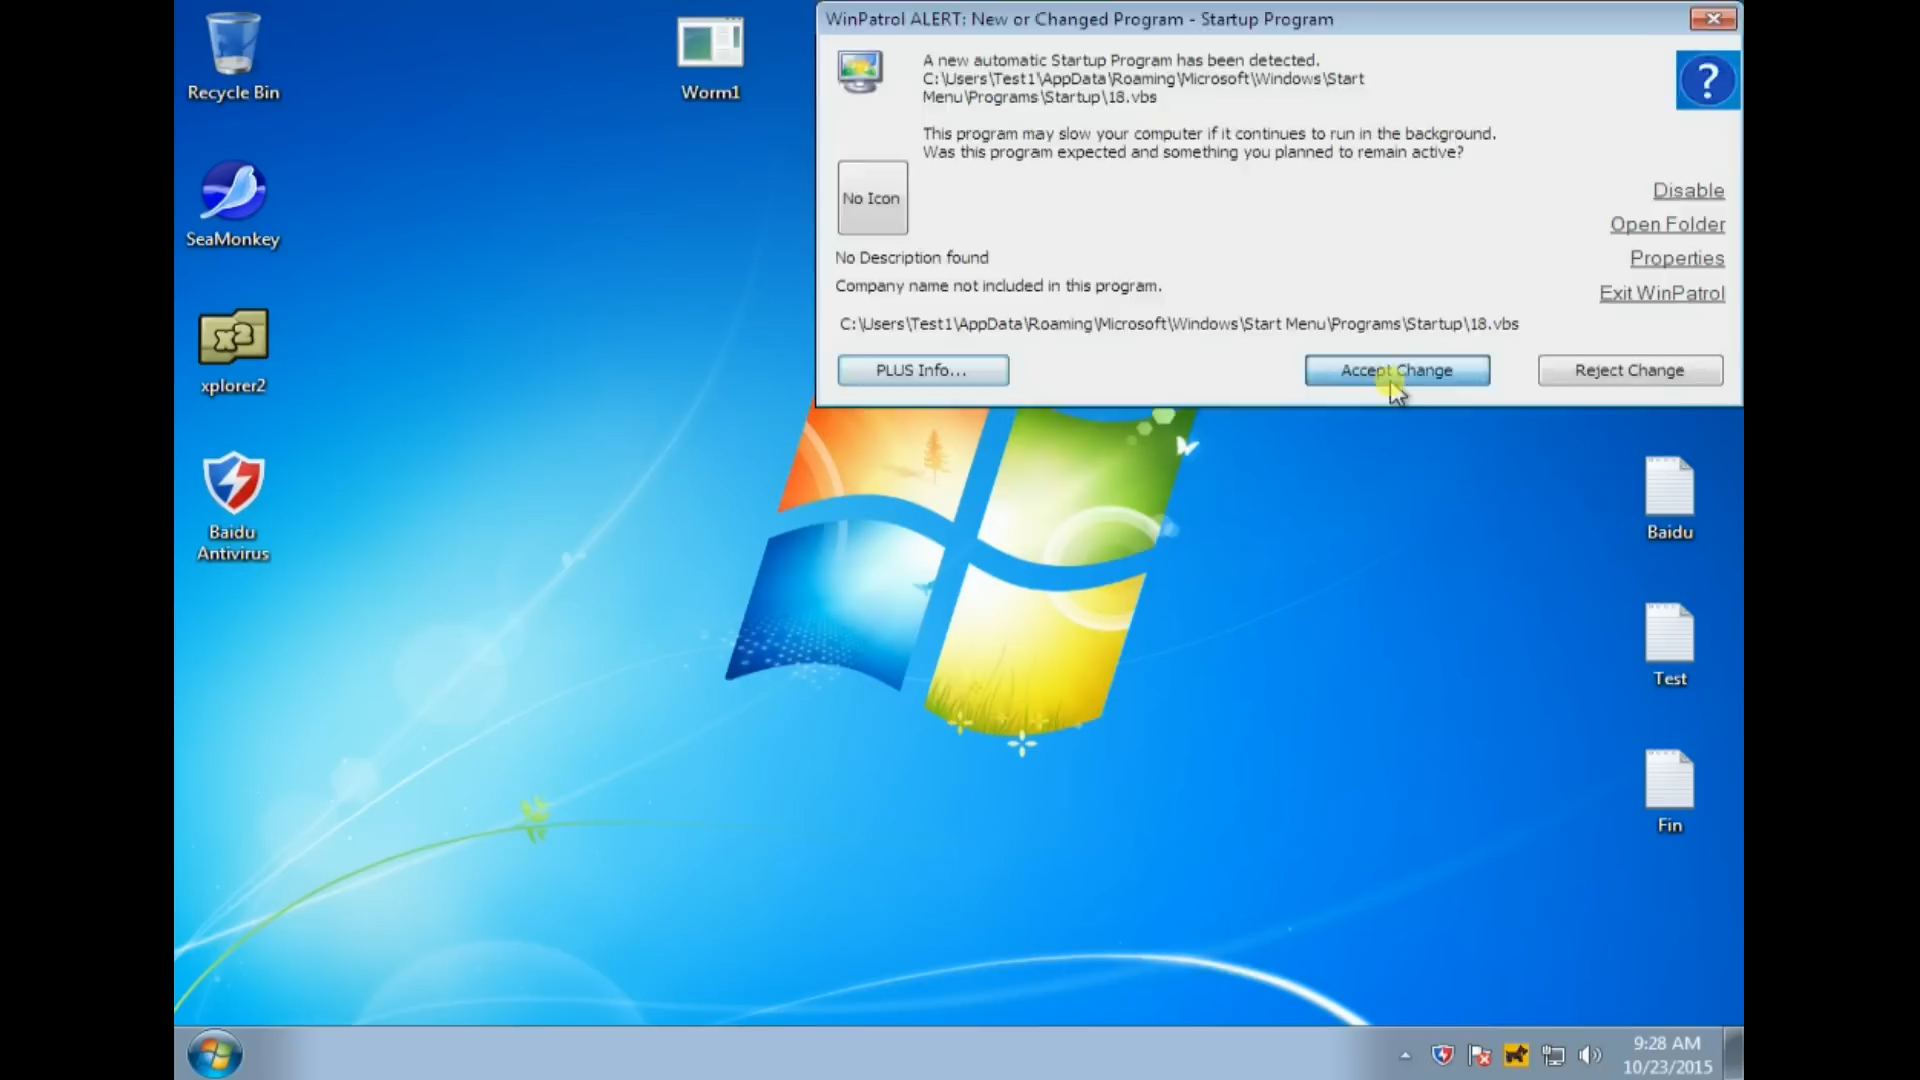 WinPatrol ALERT: New or Changed Program - Startup Program
A new automatic Startup Program has been detected.
C:\Users\Test1\AppData\Roaming\Microsoft\Windows\Start
Menu\Programs\Startup\18.vbs
This program may slow your computer if it continues to run in the background.
Was this program expected and something you planned to remain active?
?
No Icon
Disable
Open Folder
Properties
Exit WinPatrol
No Description found
Company name not included in this program.
C:\Users\Test1\AppData\Roaming\Microsoft\Windows\Start Menu\Programs\Startup\18.vbs
PLUS Info...
Accept Change
Reject Change
Recycle Bin
Worm1
SeaMonkey
x2
xplorer2
Baidu
Antivirus
Baidu
Test
Fin
9:28 AM
10/23/2015